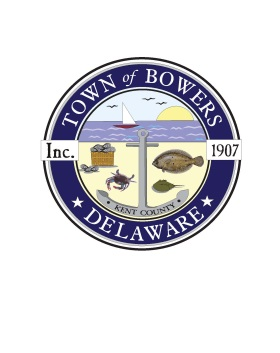 TOWN of BOWERS
Inc. 1907
KENT COUNTY
DELAWARE